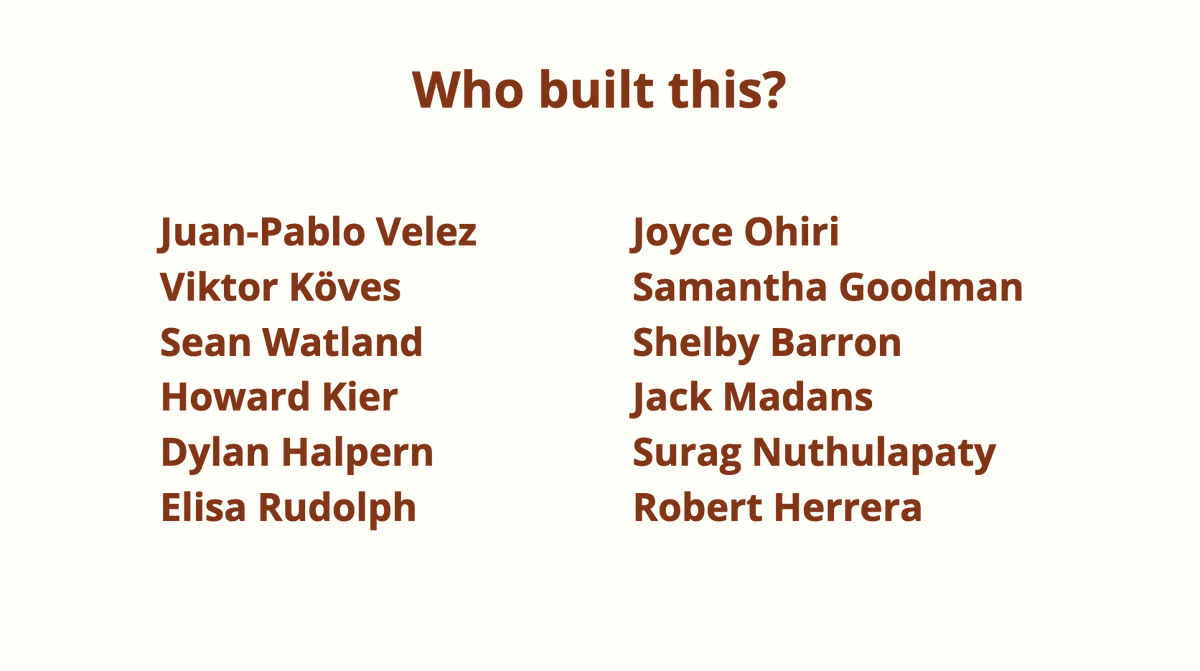 Who built this?
Juan-Pablo Velez
Viktor Köves
Sean Watland
Howard Kier
Dylan Halpern
Elisa Rudolph
Joyce Ohiri
Samantha Goodman
Shelby Barron
Jack Madans
Surag Nuthulapaty
Robert Herrera